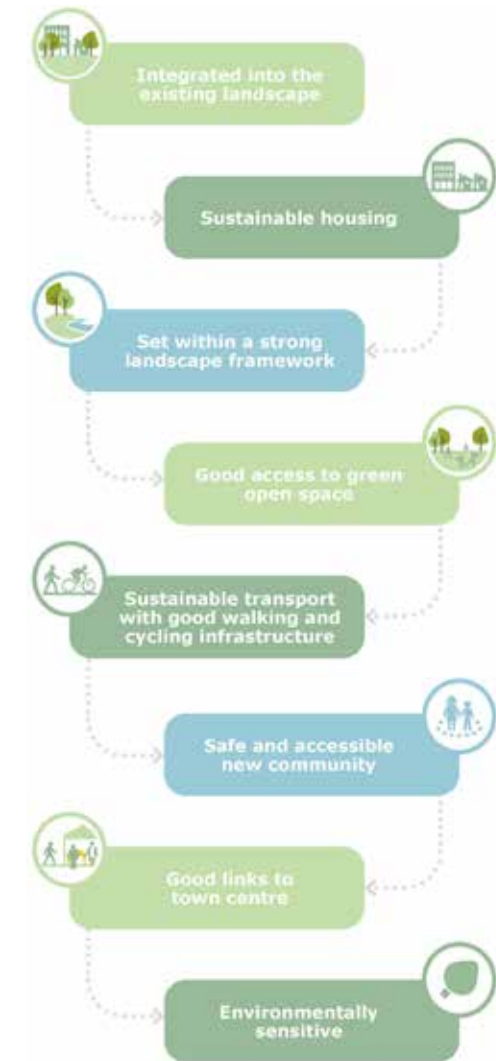 Integrated into the
existing landscape
Sustainable housing
Set within a strong
landscape framework
Good access to green
open space
Sustainable transport
with good walking and
cycling infrastructure
Safe and accessible
new community
Good links to
town centre
Environmentally
sensitive